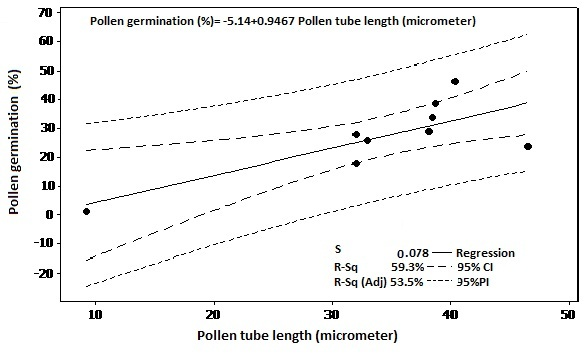 Pollen germination (%)= -5.14+0.9467 Pollen tube length (micrometer)
Pollen germination (%)
70
60
50
40
30
20
10
0
-10
-20
S 0.078 Regression
R-Sq 59.3% 95% CI
R-Sq (Adj) 53.5% 95%PI
10 20 30 40 50
Pollen tube length (micrometer)